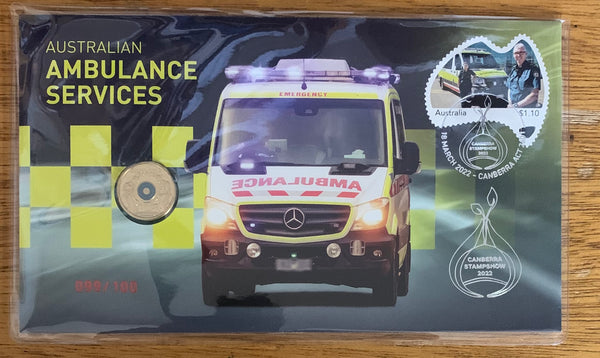 AUSTRALIAN
AMBULANCE
SERVICES
EMERGENCY
AMBULANCE
Australia
$1.10
CANBERRA
STAMPSHOW
2022
18 MARCH 2022 - CANBERRA ACT
CANBERRA
STAMPSHOW
2022